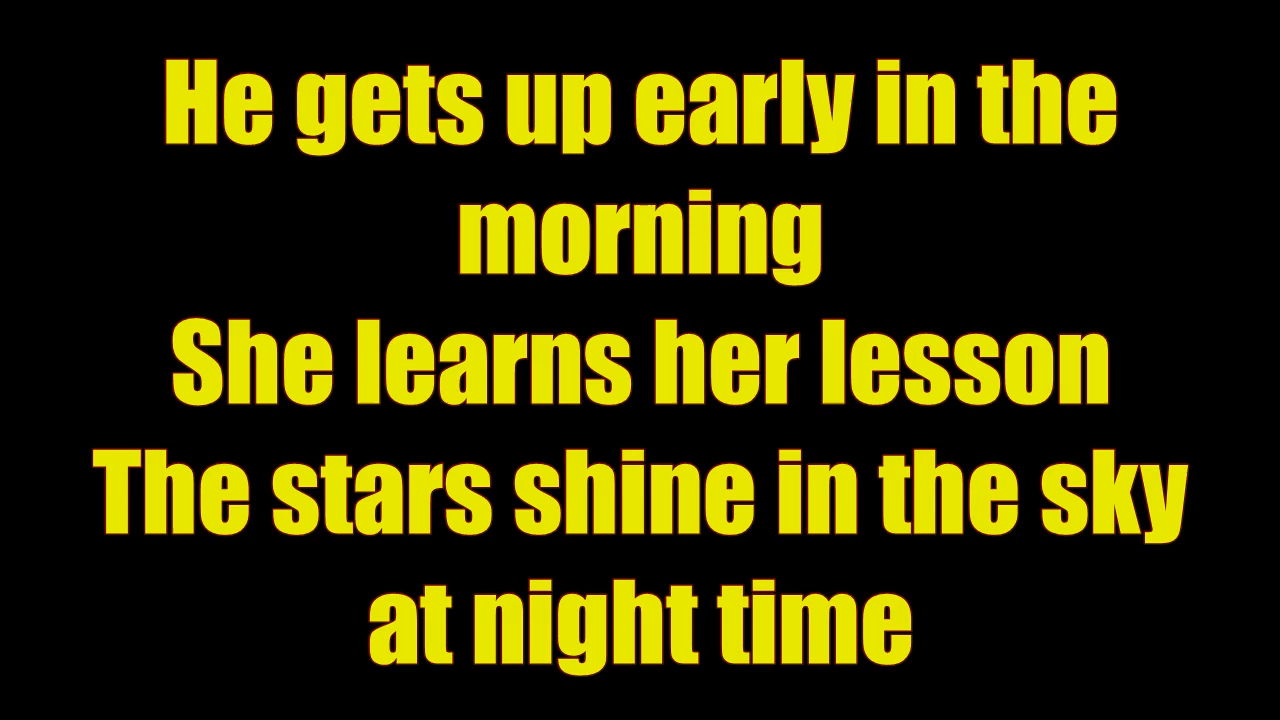 He gets up early in the
morning
She learns her lesson
The stars shine in the sky
at night time